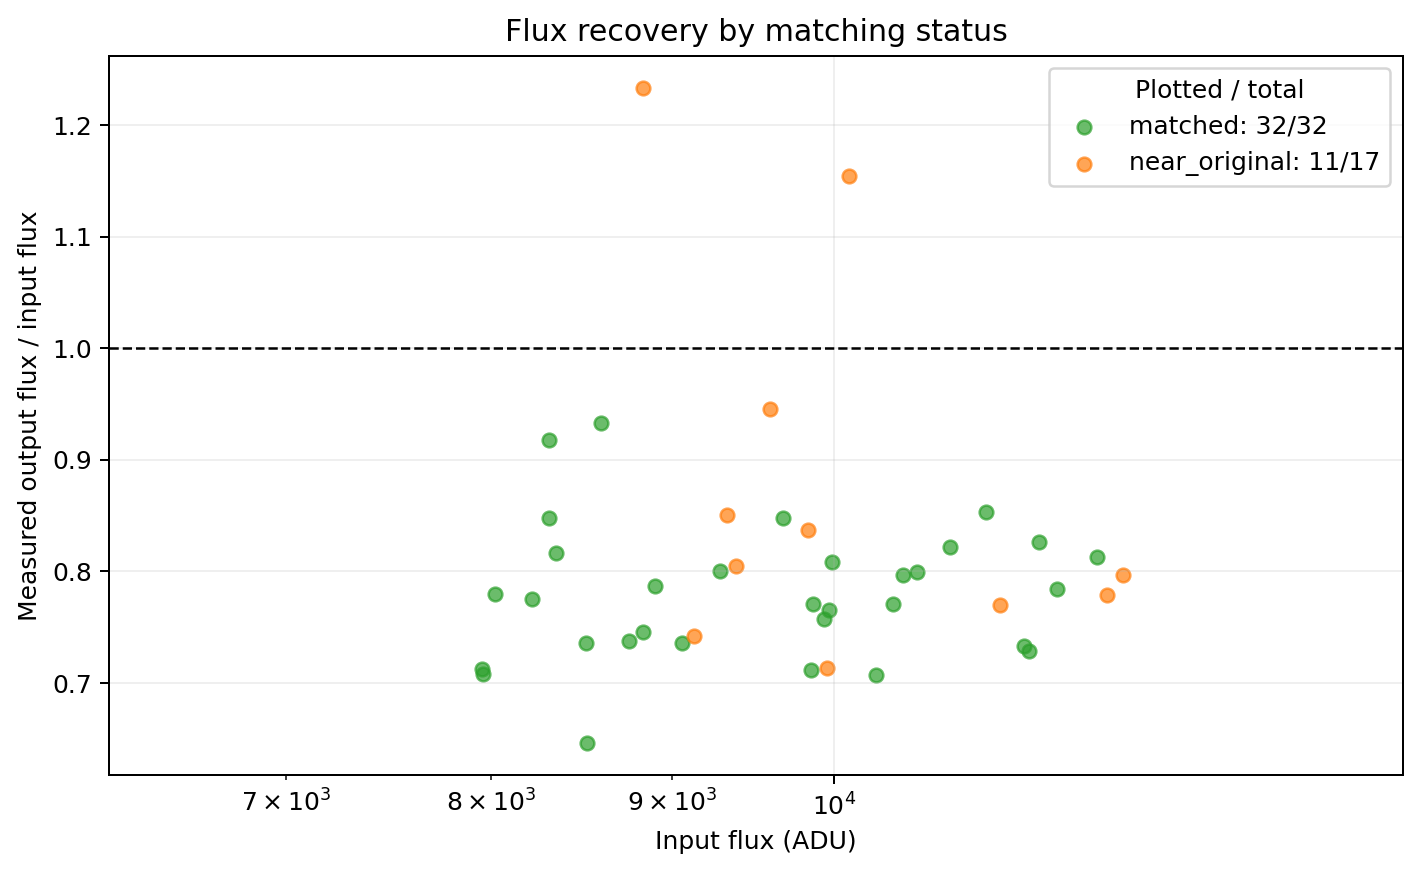 Flux recovery by matching status
Plotted / total
matched: 32/32
near_original: 11/17
Measured output flux / input flux
1.2
1.1
1.0
0.9
0.8
0.7
7 × 10³
8 × 10³
9 × 10³
10⁴
Input flux (ADU)